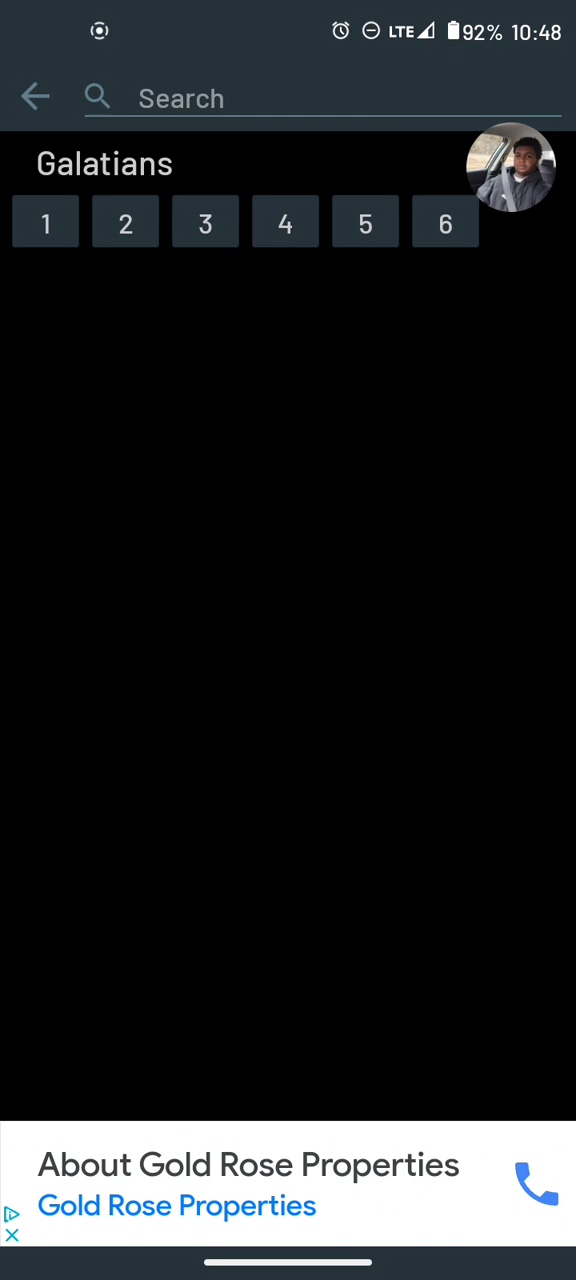 LTE 92% 10:48
Search
Galatians
1 2 3 4 5 6
About Gold Rose Properties
Gold Rose Properties